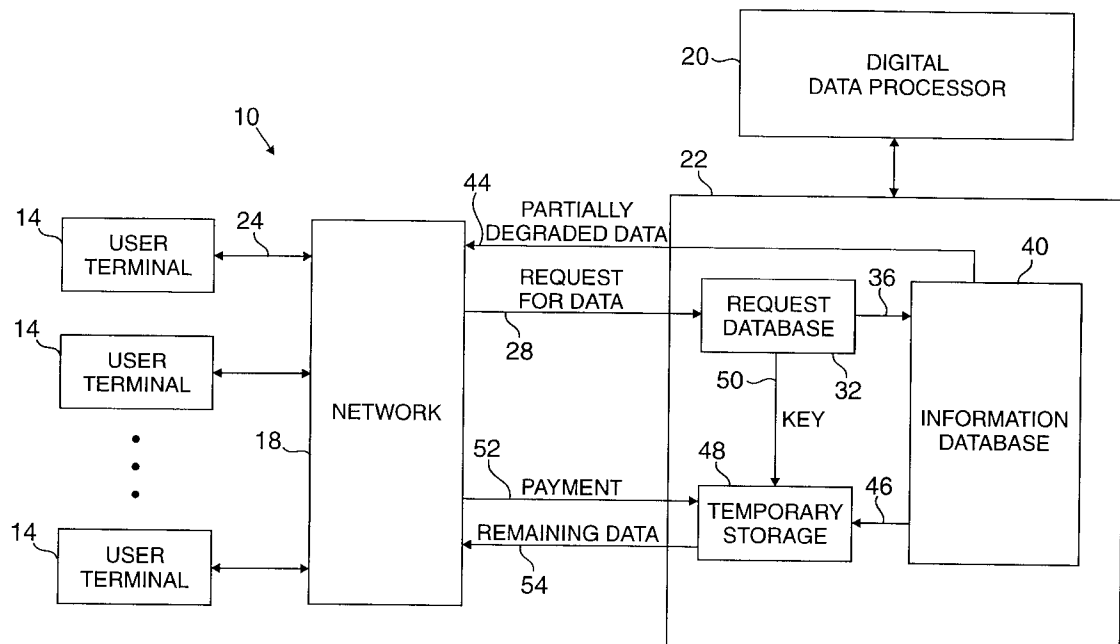 20
DIGITAL
DATA PROCESSOR
10
22
44
PARTIALLY
DEGRADED DATA
14
USER
TERMINAL
24
REQUEST
FOR DATA
28
REQUEST
DATABASE
32
36
40
14
USER
TERMINAL
NETWORK
18
50
KEY
INFORMATION
DATABASE
52
PAYMENT
48
TEMPORARY
STORAGE
46
REMAINING DATA
54
14
USER
TERMINAL